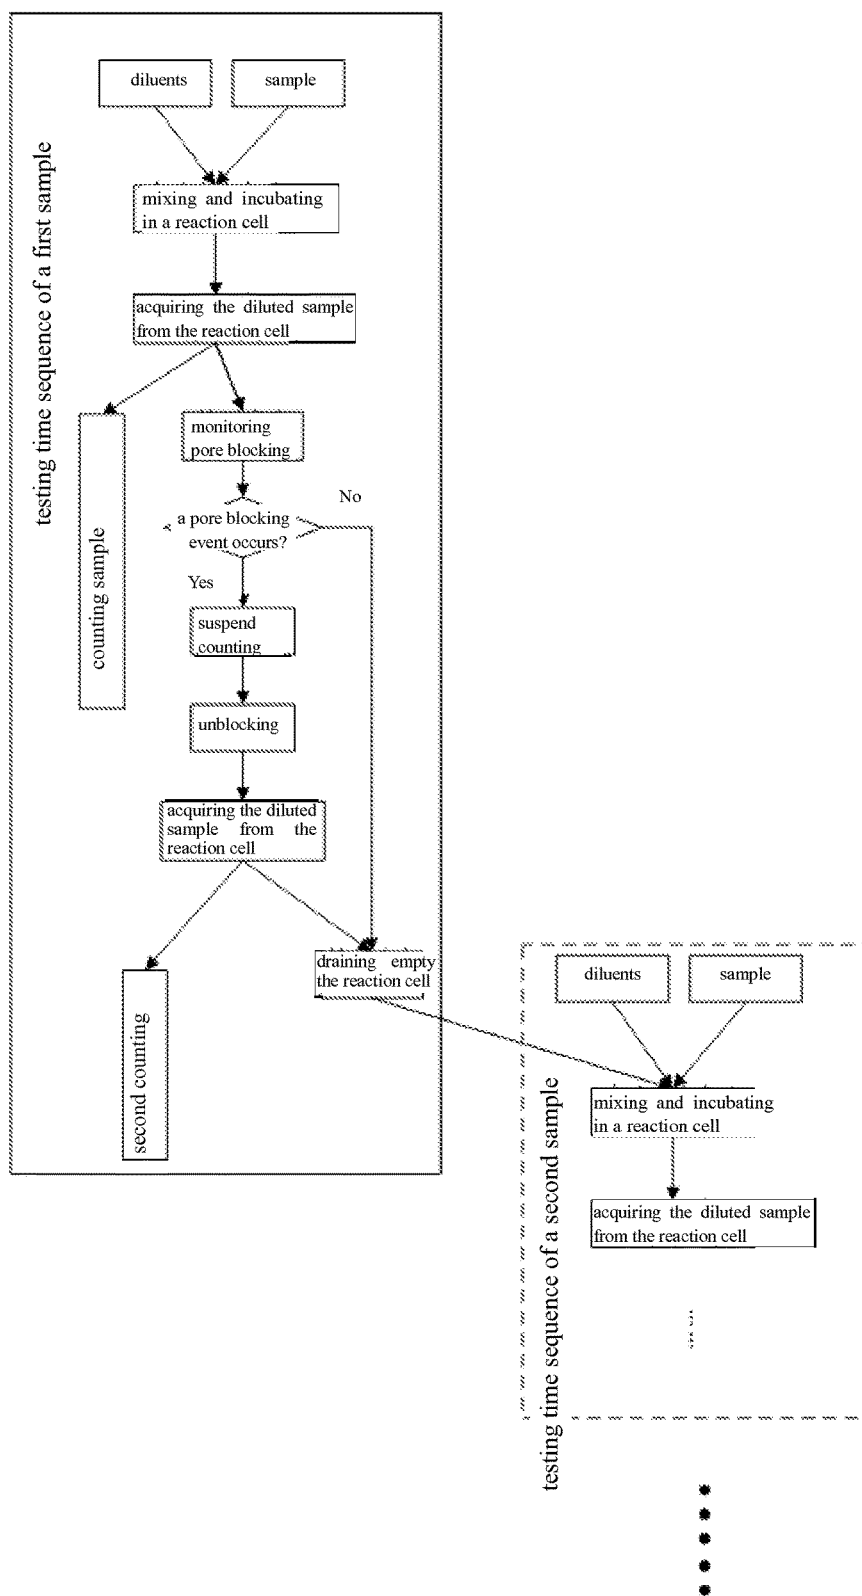 diluents
sample
testing time sequence of a first sample
mixing and incubating
in a reaction cell
acquiring the diluted sample
from the reaction cell
counting sample
monitoring
pore blocking
No
a pore blocking
event occurs?
Yes
suspend
counting
unblocking
acquiring the diluted
sample from the
reaction cell
draining empty
the reaction cell
second counting
testing time sequence of a second sample
diluents
sample
mixing and incubating
in a reaction cell
acquiring the diluted sample
from the reaction cell